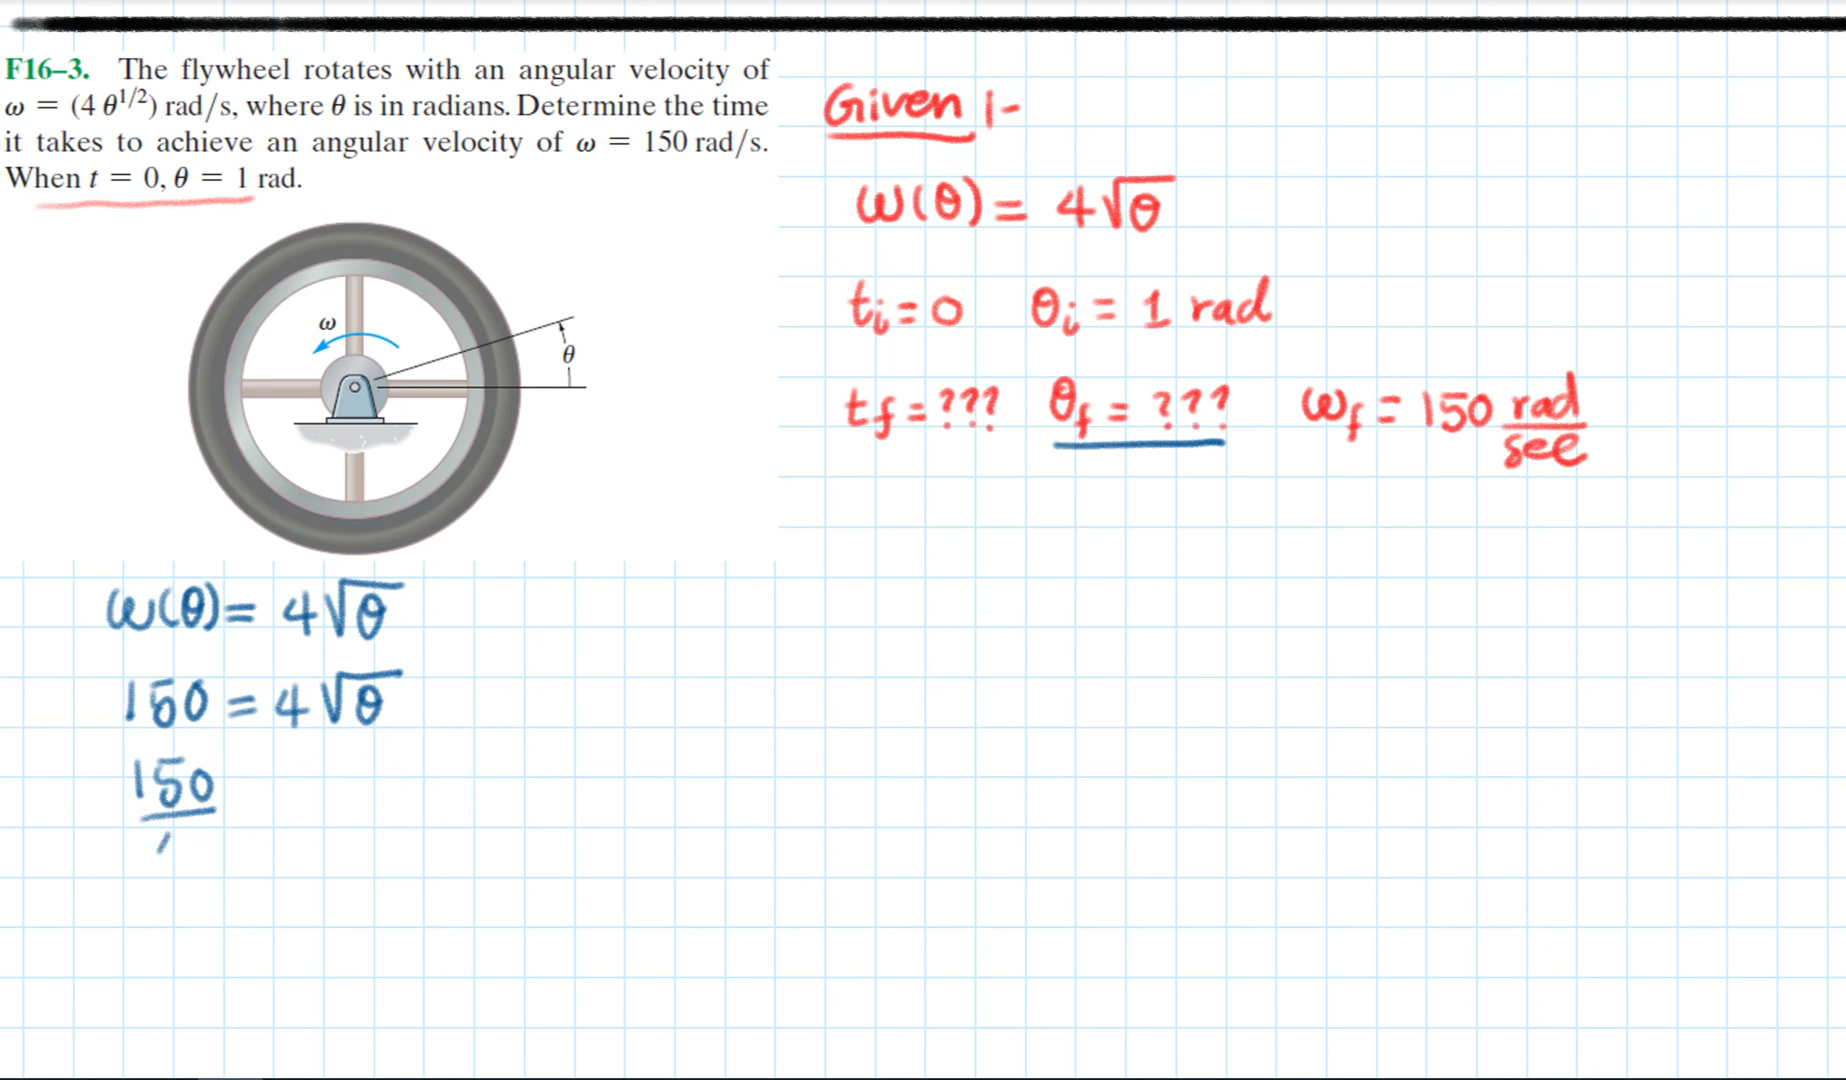 F16–3. The flywheel rotates with an angular velocity of
ω = (4 θ^1/2) rad/s, where θ is in radians. Determine the time
it takes to achieve an angular velocity of ω = 150 rad/s.
When t = 0, θ = 1 rad.
ω
θ
Given :-
ω(θ) = 4√θ
ti = 0 θi = 1 rad
tf = ??? θf = ??? ωf = 150 rad/sec
ω(θ) = 4√θ
150 = 4√θ
150